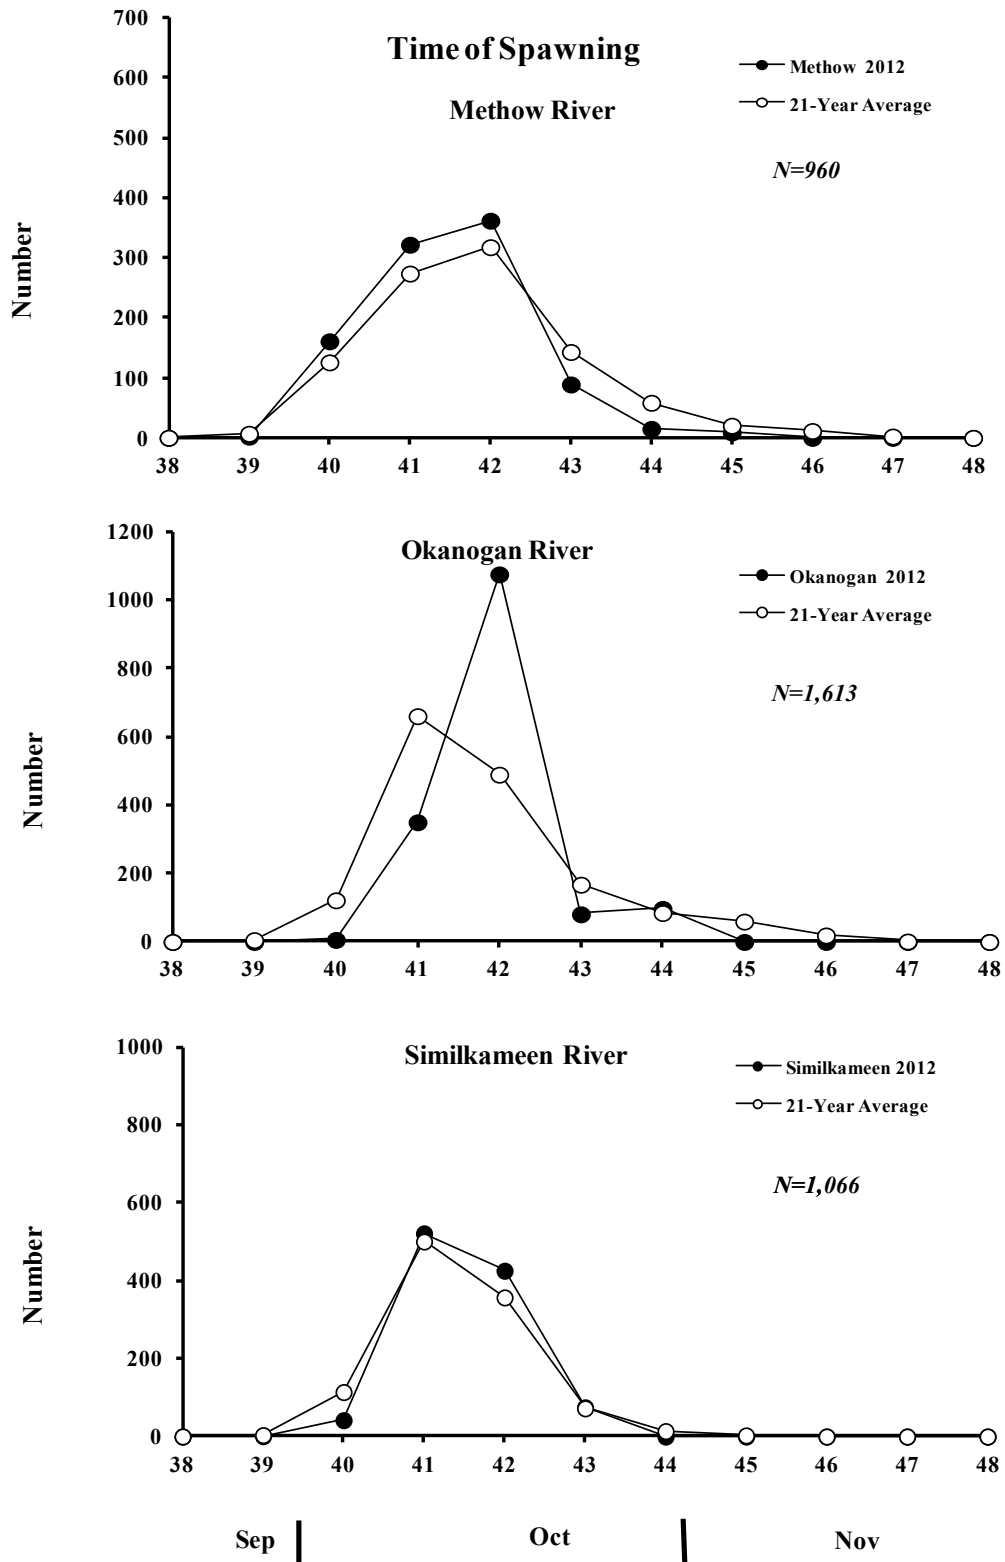 Time of Spawning
Methow River
Methow 2012
21-Year Average
N=960
Number
700
600
500
400
300
200
100
0
38 39 40 41 42 43 44 45 46 47 48
Okanogan River
Okanogan 2012
21-Year Average
N=1,613
Number
1200
1000
800
600
400
200
0
38 39 40 41 42 43 44 45 46 47 48
Similkameen River
Similkameen 2012
21-Year Average
N=1,066
Number
1000
800
600
400
200
0
38 39 40 41 42 43 44 45 46 47 48
Sep Oct Nov